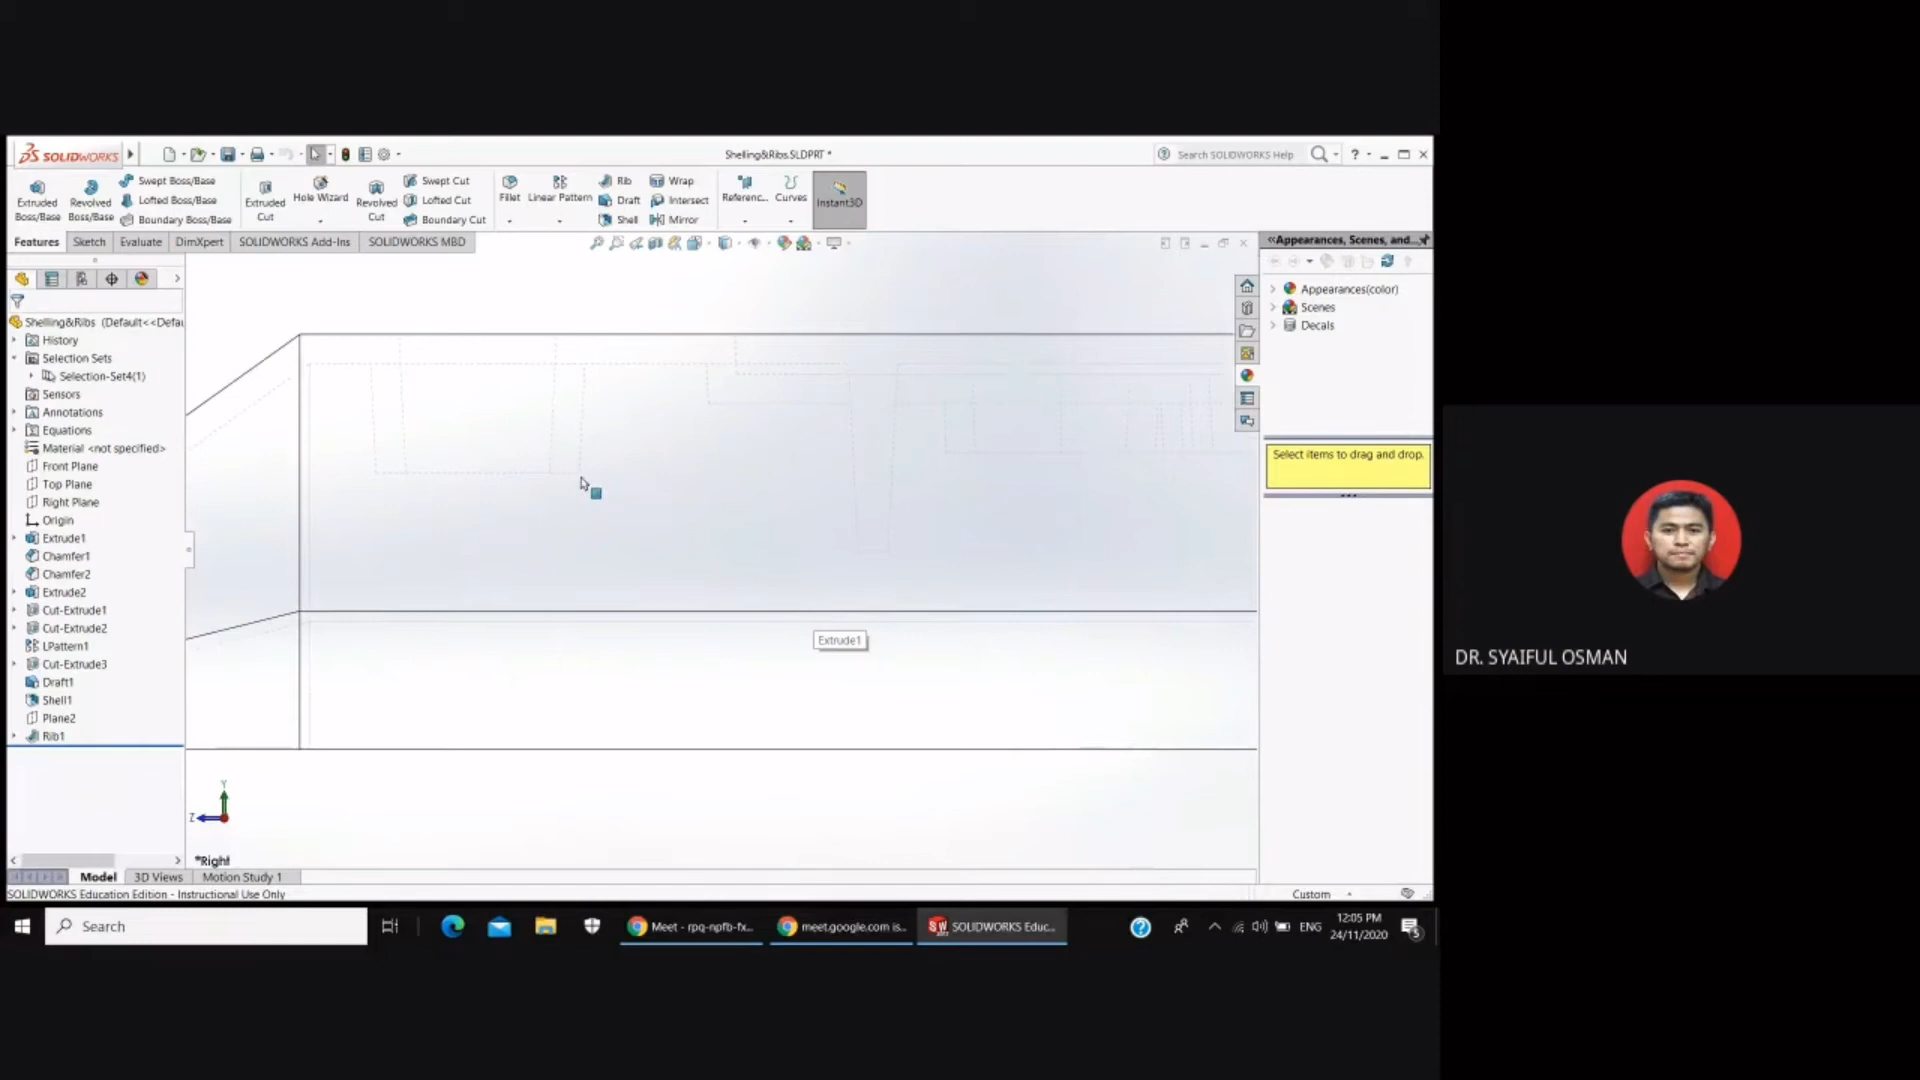 SOLIDWORKS
Shelling&Ribs.SLDPRT *
Search SOLIDWORKS Help
Extruded Boss/Base
Revolved Boss/Base
Swept Boss/Base
Lofted Boss/Base
Boundary Boss/Base
Extruded Cut
Hole Wizard
Revolved Cut
Swept Cut
Lofted Cut
Boundary Cut
Fillet
Linear Pattern
Rib
Draft
Shell
Wrap
Intersect
Mirror
Referenc...
Curves
Instant3D
Features
Sketch
Evaluate
DimXpert
SOLIDWORKS Add-Ins
SOLIDWORKS MBD
«Appearances, Scenes, and...
Appearances(color)
Scenes
Decals
Select items to drag and drop.
Shelling&Ribs (Default<<Defau
History
Selection Sets
Selection-Set4(1)
Sensors
Annotations
Equations
Material <not specified>
Front Plane
Top Plane
Right Plane
Origin
Extrude1
Chamfer1
Chamfer2
Extrude2
Cut-Extrude1
Cut-Extrude2
LPattern1
Cut-Extrude3
Draft1
Shell1
Plane2
Rib1
Extrude1
Y
Z
*Right
Model
3D Views
Motion Study 1
SOLIDWORKS Education Edition - Instructional Use Only
Custom
DR. SYAIFUL OSMAN
Search
Meet - rpq-npfb-fx...
meet.google.com is...
SOLIDWORKS Educ...
ENG
12:05 PM
24/11/2020
5